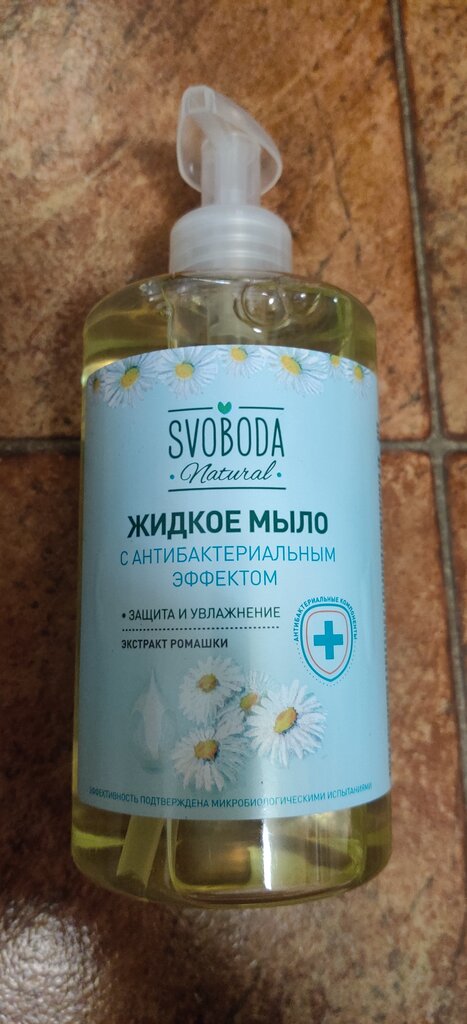 SVOBODA
Natural
ЖИДКОЕ МЫЛО
С АНТИБАКТЕРИАЛЬНЫМ
ЭФФЕКТОМ
• ЗАЩИТА И УВЛАЖНЕНИЕ
ЭКСТРАКТ РОМАШКИ
АНТИБАКТЕРИАЛЬНЫЕ КОМПОНЕНТЫ
ЭФФЕКТИВНОСТЬ ПОДТВЕРЖДЕНА МИКРОБИОЛОГИЧЕСКИМИ ИСПЫТАНИЯМИ